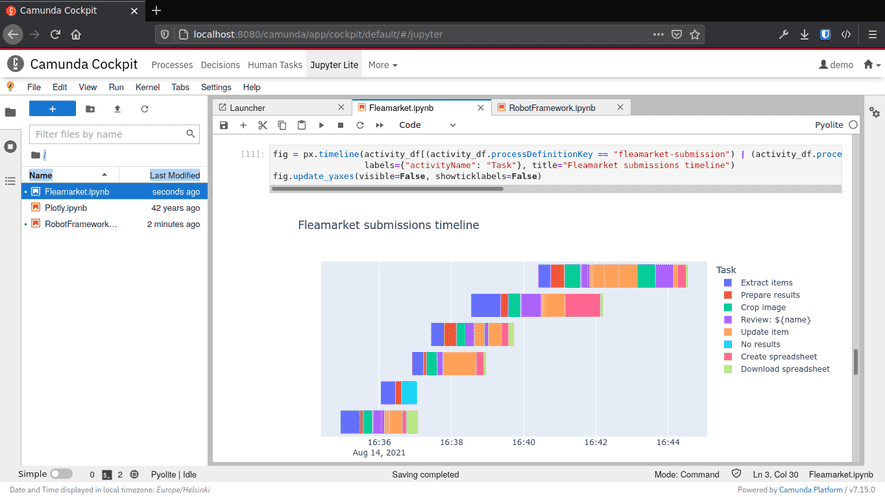 Camunda Cockpit
localhost:8080/camunda/app/cockpit/default/#/jupyter
Camunda Cockpit Processes Decisions Human Tasks Jupyter Lite More demo
File Edit View Run Kernel Tabs Settings Help
Launcher Fleamarket.ipynb RobotFramework.ipynb
Code Pyolite
Filter files by name
/
Name Last Modified
Fleamarket.ipynb seconds ago
Plotly.ipynb 42 years ago
RobotFramework... 2 minutes ago
[11]: fig = px.timeline(activity_df[(activity_df.processDefinitionKey == "fleamarket-submission") | (activity_df.proce
labels={"activityName": "Task"}, title="Fleamarket submissions timeline")
fig.update_yaxes(visible=False, showticklabels=False)
Fleamarket submissions timeline
Task
Extract items
Prepare results
Crop image
Review: ${name}
Update item
No results
Create spreadsheet
Download spreadsheet
16:36 16:38 16:40 16:42 16:44
Aug 14, 2021
Simple 0 2 Pyolite | Idle Saving completed Mode: Command Ln 3, Col 30 Fleamarket.ipynb
Date and Time displayed in local timezone: Europe/Helsinki Powered by Camunda Platform / v7.15.0